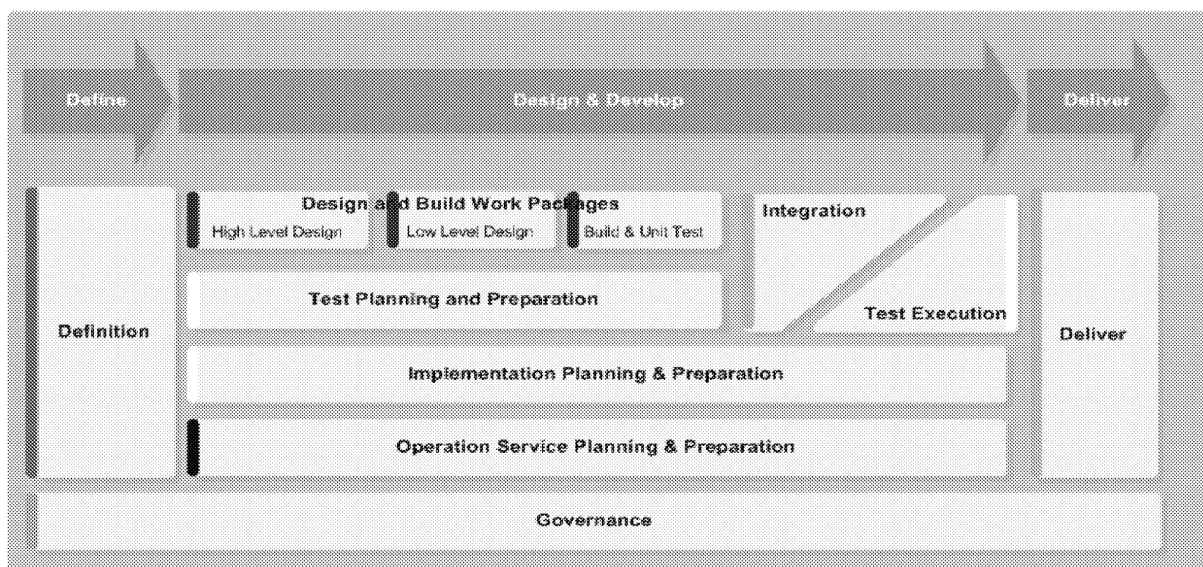 Define
Design & Develop
Deliver
Design and Build Work Packages
High Level Design
Low Level Design
Build & Unit Test
Integration
Test Planning and Preparation
Test Execution
Definition
Deliver
Implementation Planning & Preparation
Operation Service Planning & Preparation
Governance